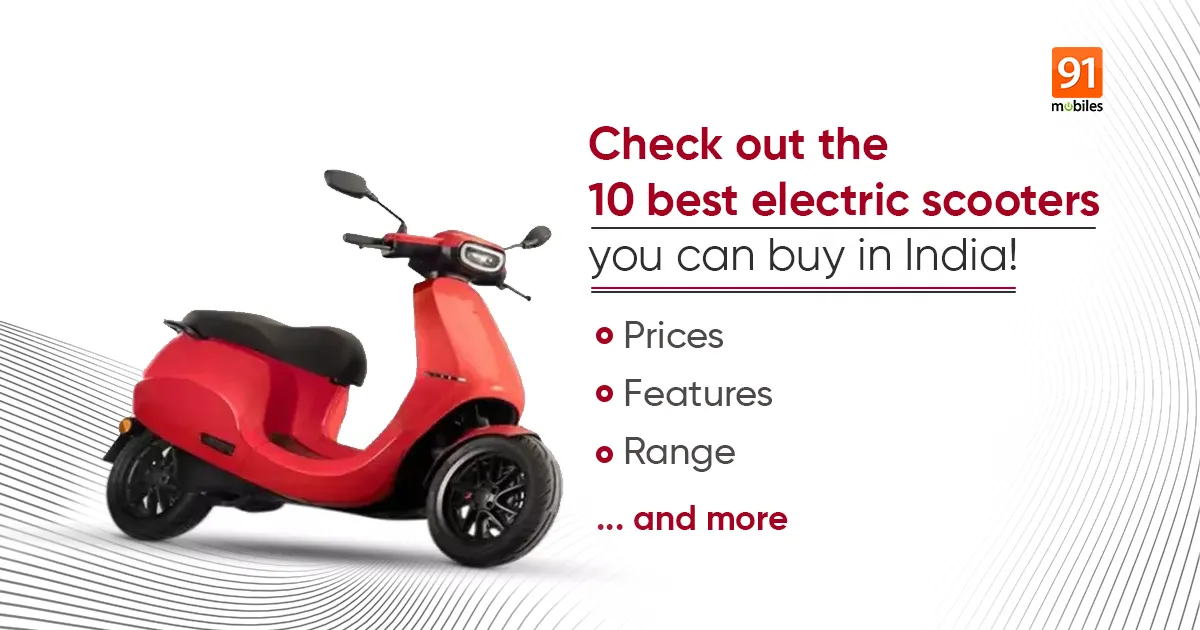 91
mobiles
Check out the
10 best electric scooters
you can buy in India!
Prices
Features
Range
... and more